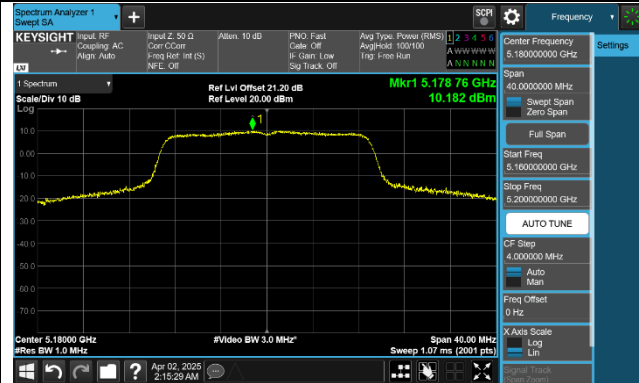 Spectrum Analyzer 1
Swept SA
SCPI
Frequency
KEYSIGHT
Input: RF
Coupling: AC
Align: Auto
Input Z: 50 Ω
Corr CCorr
Freq Ref: Int (S)
NFE: Off
Atten: 10 dB
PNO: Fast
Gate: Off
IF Gain: Low
Sig Track: Off
Avg Type: Power (RMS)
Avg|Hold: 100/100
Trig: Free Run
1 2 3 4 5 6
A W W W W W
A N N N N N
LXI
1 Spectrum
Scale/Div 10 dB
Log
Ref Lvl Offset 21.20 dB
Ref Level 20.00 dBm
Mkr1 5.178 76 GHz
10.182 dBm
1
10.0
0.00
-10.0
-20.0
-30.0
-40.0
-50.0
-60.0
-70.0
Center 5.18000 GHz
#Res BW 1.0 MHz
#Video BW 3.0 MHz*
Span 40.00 MHz
Sweep 1.07 ms (2001 pts)
Apr 02, 2025
2:15:29 AM
Center Frequency
5.180000000 GHz
Settings
Span
40.0000000 MHz
Swept Span
Zero Span
Full Span
Start Freq
5.160000000 GHz
Stop Freq
5.200000000 GHz
AUTO TUNE
CF Step
4.000000 MHz
Auto
Man
Freq Offset
0 Hz
X Axis Scale
Log
Lin
Signal Track
(Span Zoom)